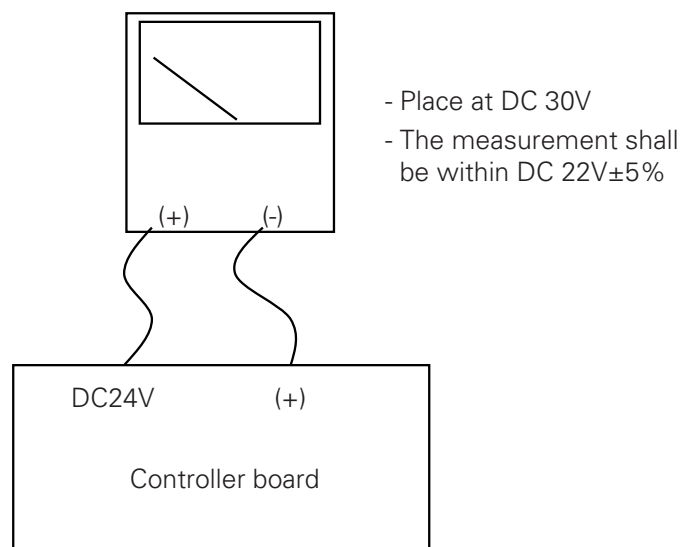 - Place at DC 30V
- The measurement shall
be within DC 22V±5%
(+) (-)
DC24V (+)
Controller board